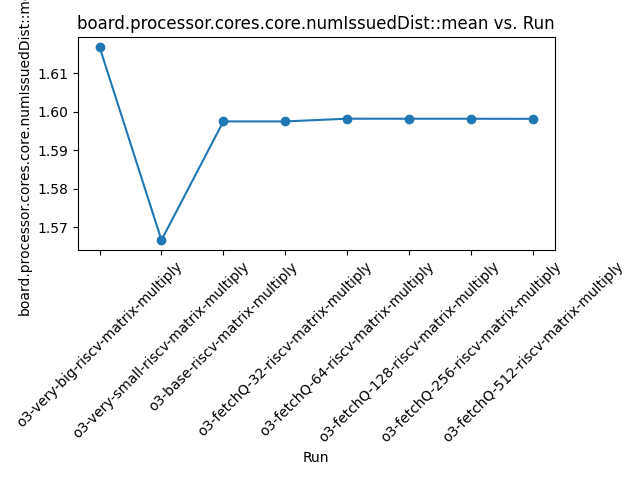 board.processor.cores.core.numIssuedDist::mean vs. Run
board.processor.cores.core.numIssuedDist::m
1.61
1.60
1.59
1.58
1.57
o3-very-big-riscv-matrix-multiply
o3-very-small-riscv-matrix-multiply
o3-base-riscv-matrix-multiply
o3-fetchQ-32-riscv-matrix-multiply
o3-fetchQ-64-riscv-matrix-multiply
o3-fetchQ-128-riscv-matrix-multiply
o3-fetchQ-256-riscv-matrix-multiply
o3-fetchQ-512-riscv-matrix-multiply
Run